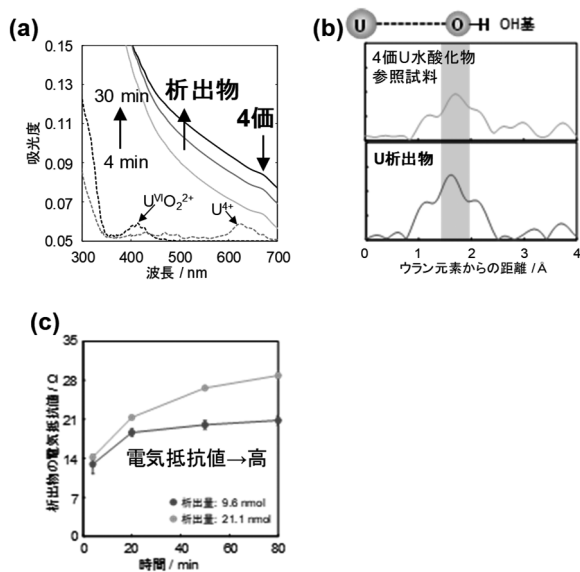 (a)
0.15
0.13
0.11
0.09
0.07
0.05
吸光度
30 min
4 min
析出物
4価
UⅥO₂²⁺
U⁴⁺
300 400 500 600 700
波長 / nm
(b)
U O H OH基
4価U水酸化物
参照試料
U析出物
0 1 2 3 4
ウラン元素からの距離 / Å
(c)
35
28
21
14
7
0
析出物の電気抵抗値 / Ω
電気抵抗値→高
析出量: 9.6 nmol
析出量: 21.1 nmol
0 20 40 60 80
時間 / min